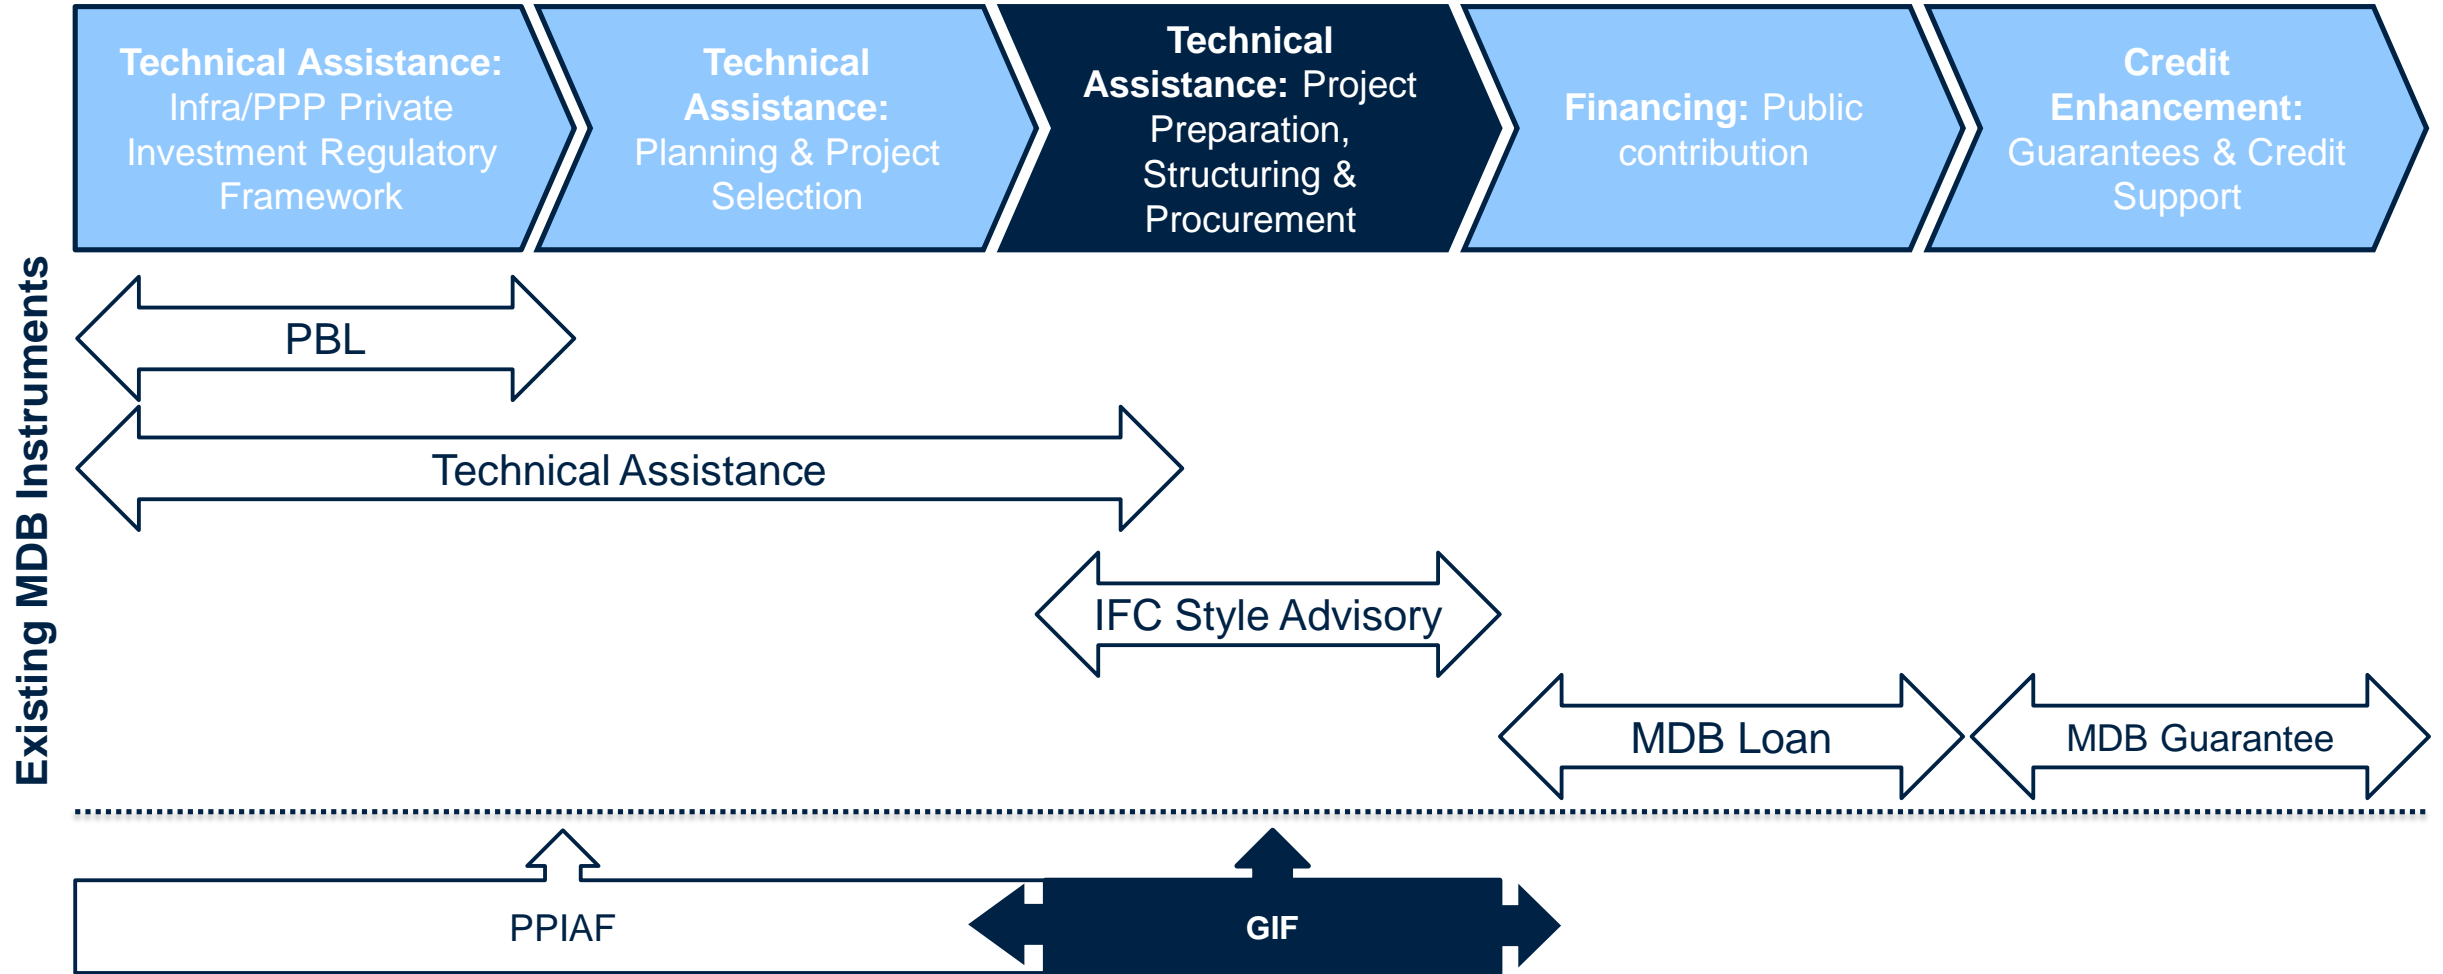 Technical Assistance:
Infra/PPP Private
Investment Regulatory
Framework
Technical
Assistance:
Planning & Project
Selection
Technical
Assistance: Project
Preparation,
Structuring &
Procurement
Financing: Public
contribution
Credit
Enhancement:
Guarantees & Credit
Support
Existing MDB Instruments
PBL
Technical Assistance
IFC Style Advisory
MDB Loan
MDB Guarantee
PPIAF
GIF